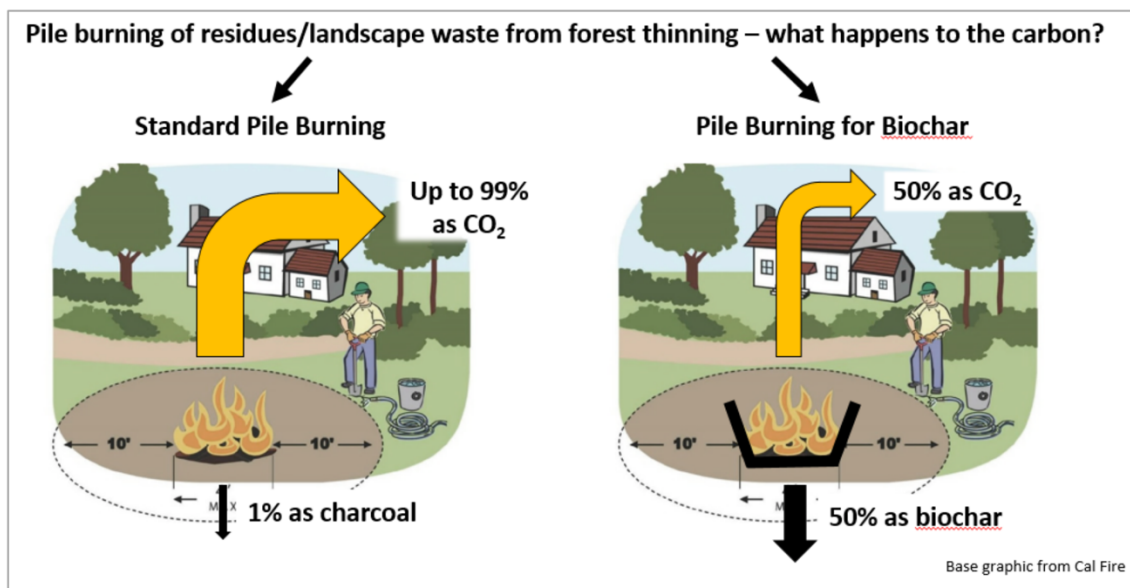 Pile burning of residues/landscape waste from forest thinning – what happens to the carbon?
Standard Pile Burning
Pile Burning for Biochar
Up to 99%
as CO₂
50% as CO₂
10'
10'
10'
10'
1% as charcoal
50% as biochar
Base graphic from Cal Fire